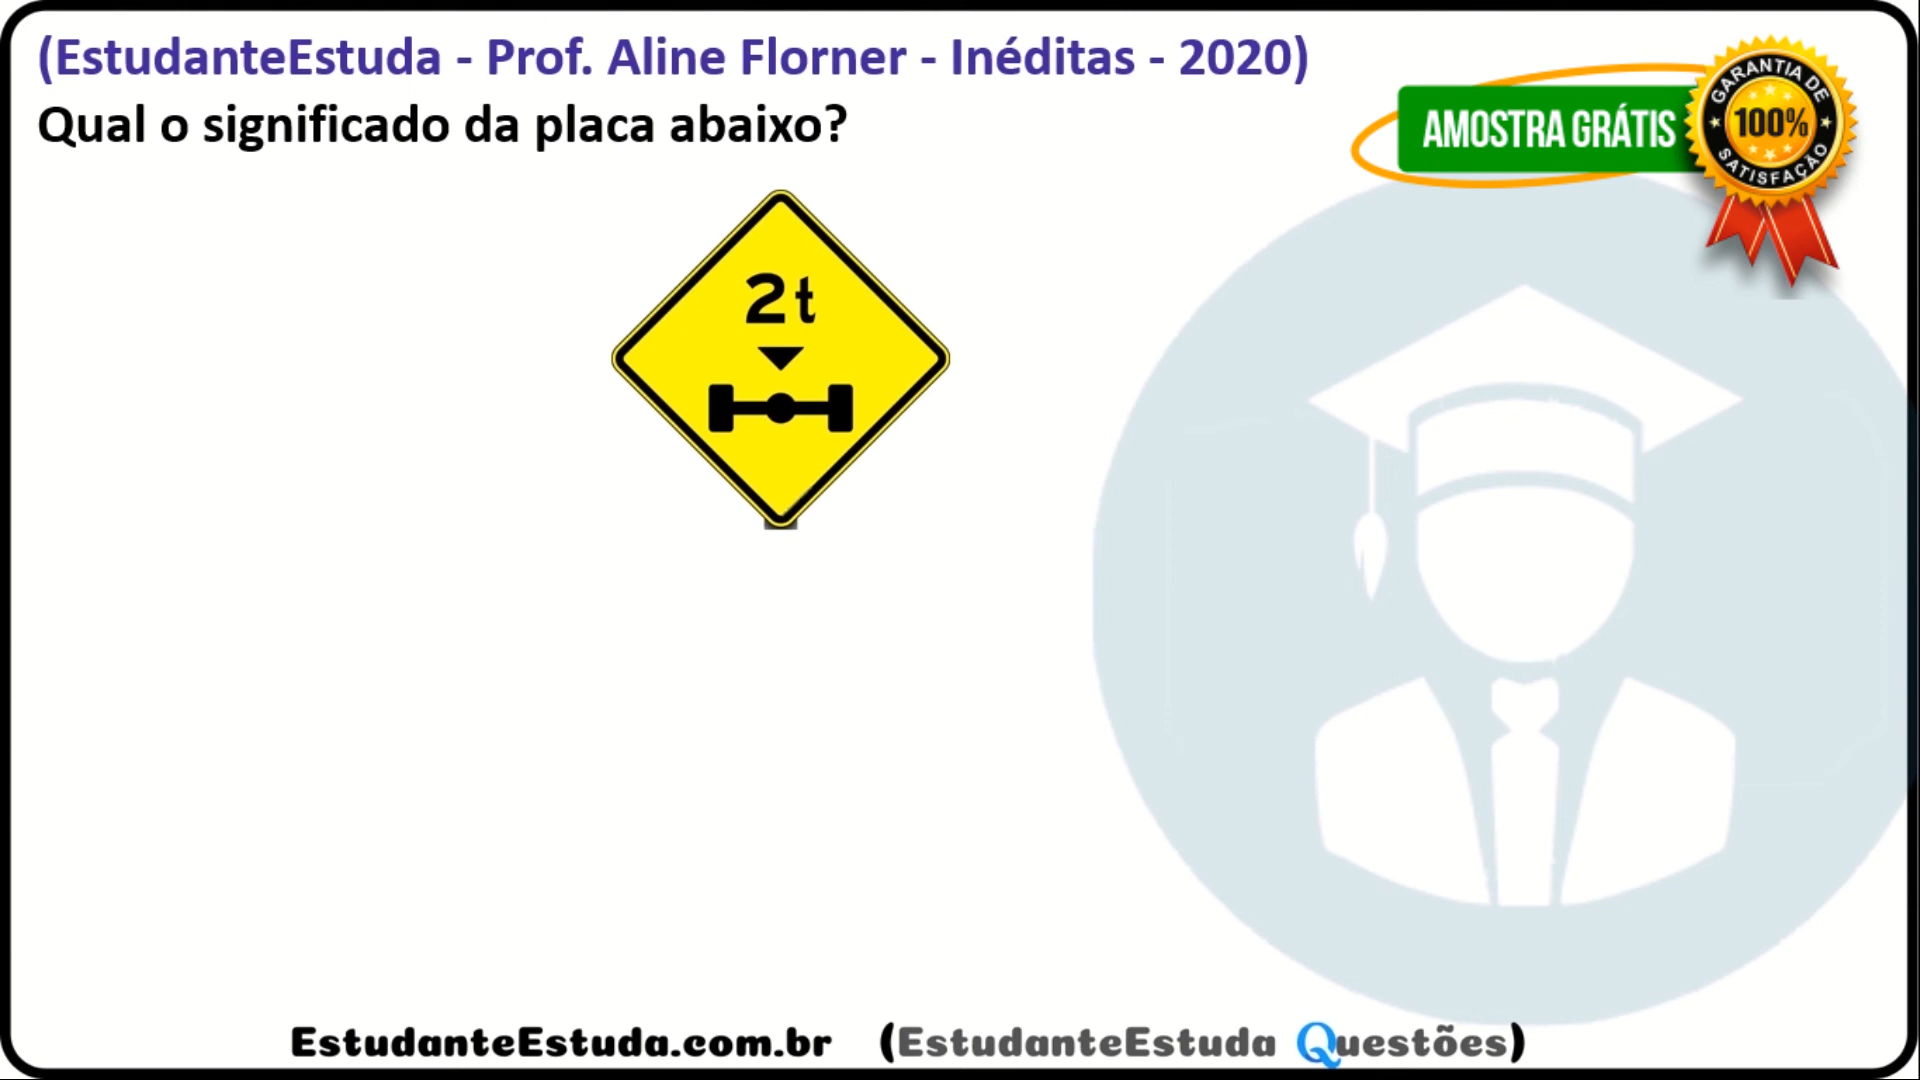 (EstudanteEstuda - Prof. Aline Florner - Inéditas - 2020)
Qual o significado da placa abaixo?
AMOSTRA GRÁTIS
GARANTIA DE
100%
SATISFAÇÃO
2t
EstudanteEstuda.com.br (EstudanteEstuda Questões)